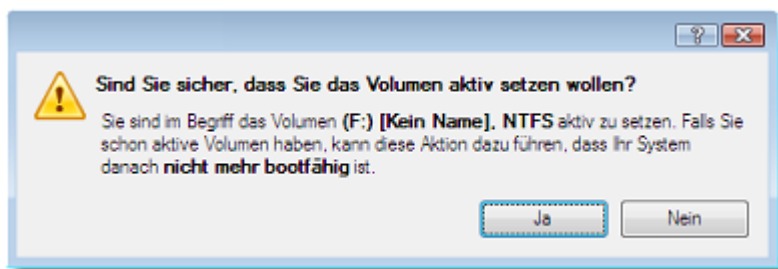 Sind Sie sicher, dass Sie das Volumen aktiv setzen wollen?
Sie sind im Begriff das Volumen (F:) [Kein Name], NTFS aktiv zu setzen. Falls Sie
schon aktive Volumen haben, kann diese Aktion dazu führen, dass Ihr System
danach nicht mehr bootfähig ist.
Ja
Nein